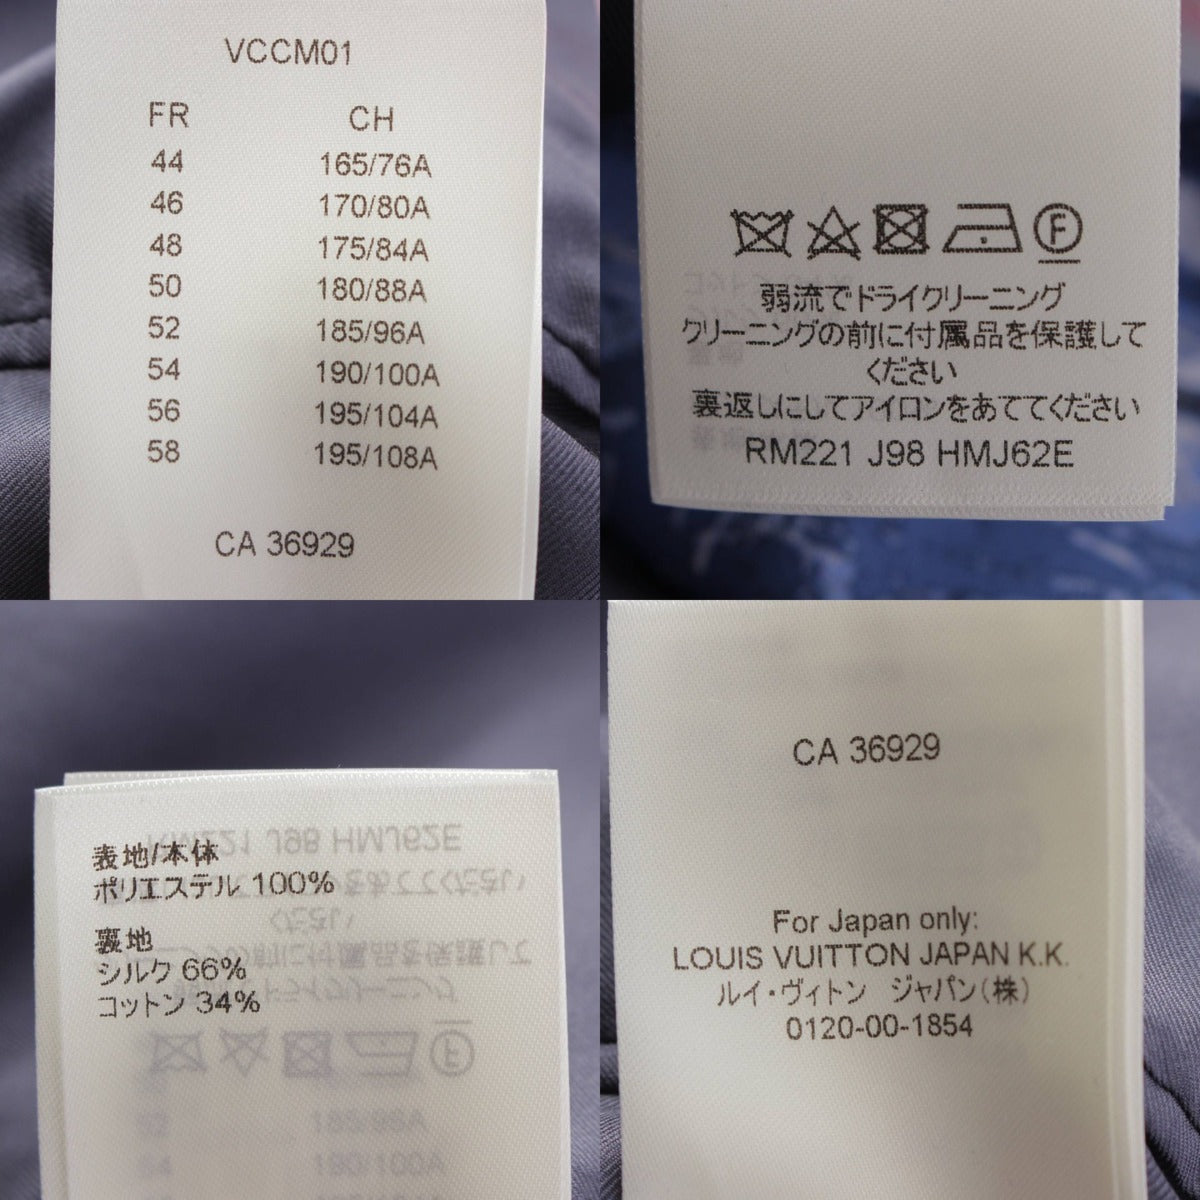 VCCM01
FR CH
44 165/76A
46 170/80A
48 175/84A
50 180/88A
52 185/96A
54 190/100A
56 195/104A
58 195/108A
CA 36929
F
弱流でドライクリーニング
クリーニングの前に付属品を保護して
ください
裏返しにしてアイロンをあててください
RM221 J98 HMJ62E
表地/本体
ポリエステル 100%
裏地
シルク 66%
コットン 34%
CA 36929
For Japan only:
LOUIS VUITTON JAPAN K.K.
ルイ・ヴィトン ジャパン(株)
0120-00-1854